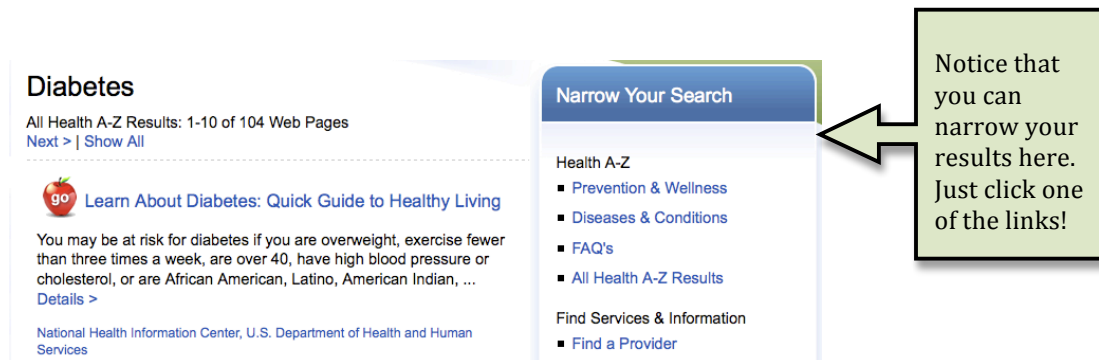 Diabetes
All Health A-Z Results: 1-10 of 104 Web Pages
Next > | Show All
go
Learn About Diabetes: Quick Guide to Healthy Living
You may be at risk for diabetes if you are overweight, exercise fewer
than three times a week, are over 40, have high blood pressure or
cholesterol, or are African American, Latino, American Indian, ...
Details >
National Health Information Center, U.S. Department of Health and Human
Services
Narrow Your Search
Health A-Z
Prevention & Wellness
Diseases & Conditions
FAQ's
All Health A-Z Results
Find Services & Information
Find a Provider
Notice that
you can
narrow your
results here.
Just click one
of the links!